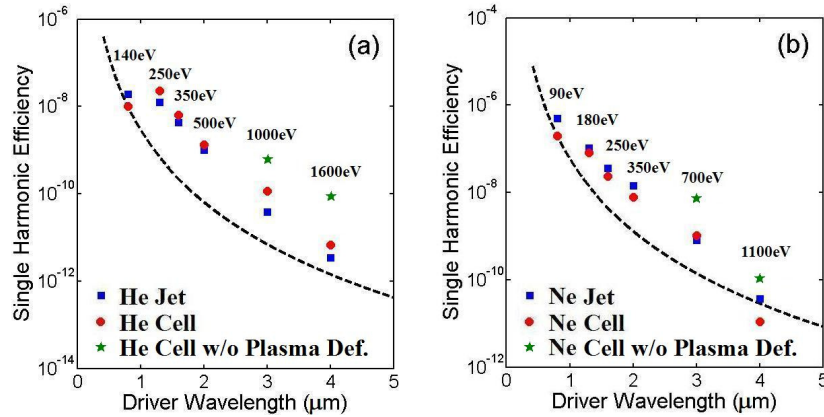 (a)
Single Harmonic Efficiency
10^-6
10^-8
10^-10
10^-12
10^-14
140eV
250eV
350eV
500eV
1000eV
1600eV
He Jet
He Cell
He Cell w/o Plasma Def.
0 1 2 3 4 5
Driver Wavelength (μm)
(b)
Single Harmonic Efficiency
10^-4
10^-6
10^-8
10^-10
10^-12
90eV
180eV
250eV
350eV
700eV
1100eV
Ne Jet
Ne Cell
Ne Cell w/o Plasma Def.
0 1 2 3 4 5
Driver Wavelength (μm)